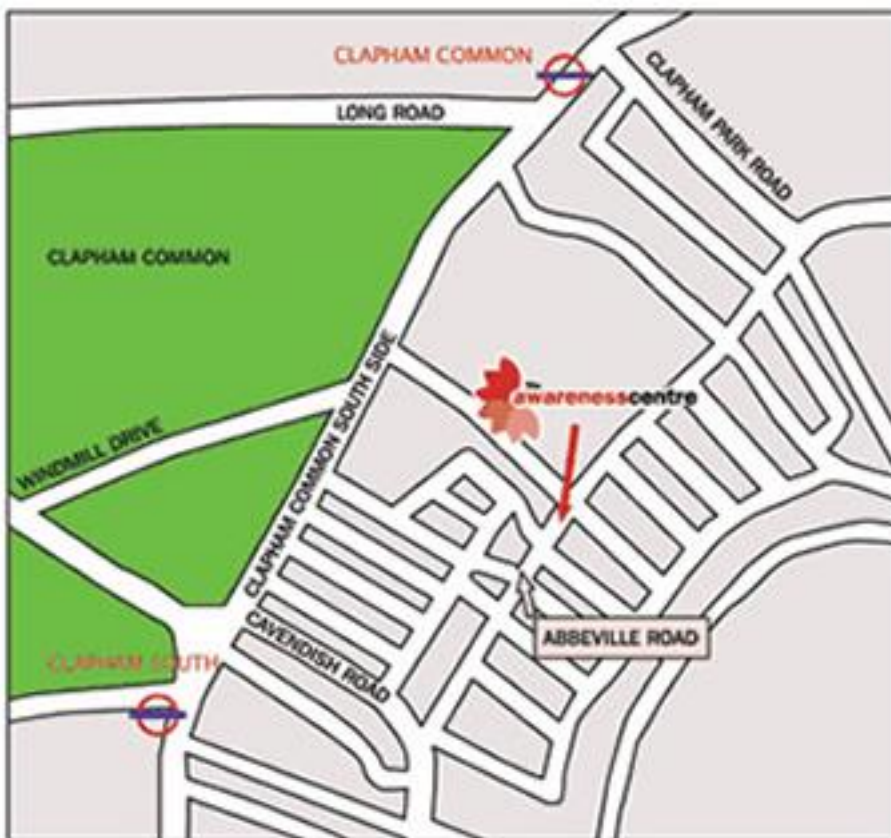 CLAPHAM COMMON
LONG ROAD
CLAPHAM PARK ROAD
CLAPHAM COMMON
the
awarenesscentre
CLAPHAM COMMON SOUTH SIDE
WINDMILL DRIVE
ABBEVILLE ROAD
CAVENDISH ROAD
CLAPHAM SOUTH